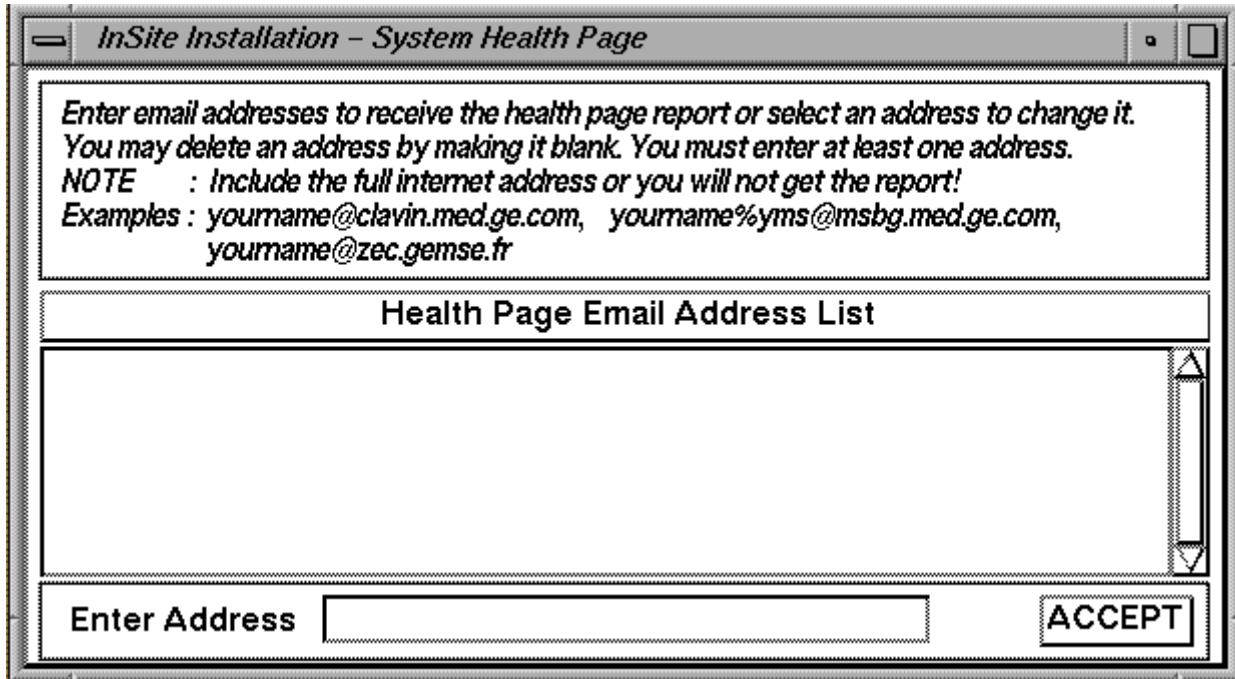 InSite Installation – System Health Page
Enter email addresses to receive the health page report or select an address to change it.
You may delete an address by making it blank. You must enter at least one address.
NOTE : Include the full internet address or you will not get the report!
Examples : yourname@clavin.med.ge.com, yourname%yms@msbg.med.ge.com,
yourname@zec.gemse.fr
Health Page Email Address List
Enter Address ACCEPT